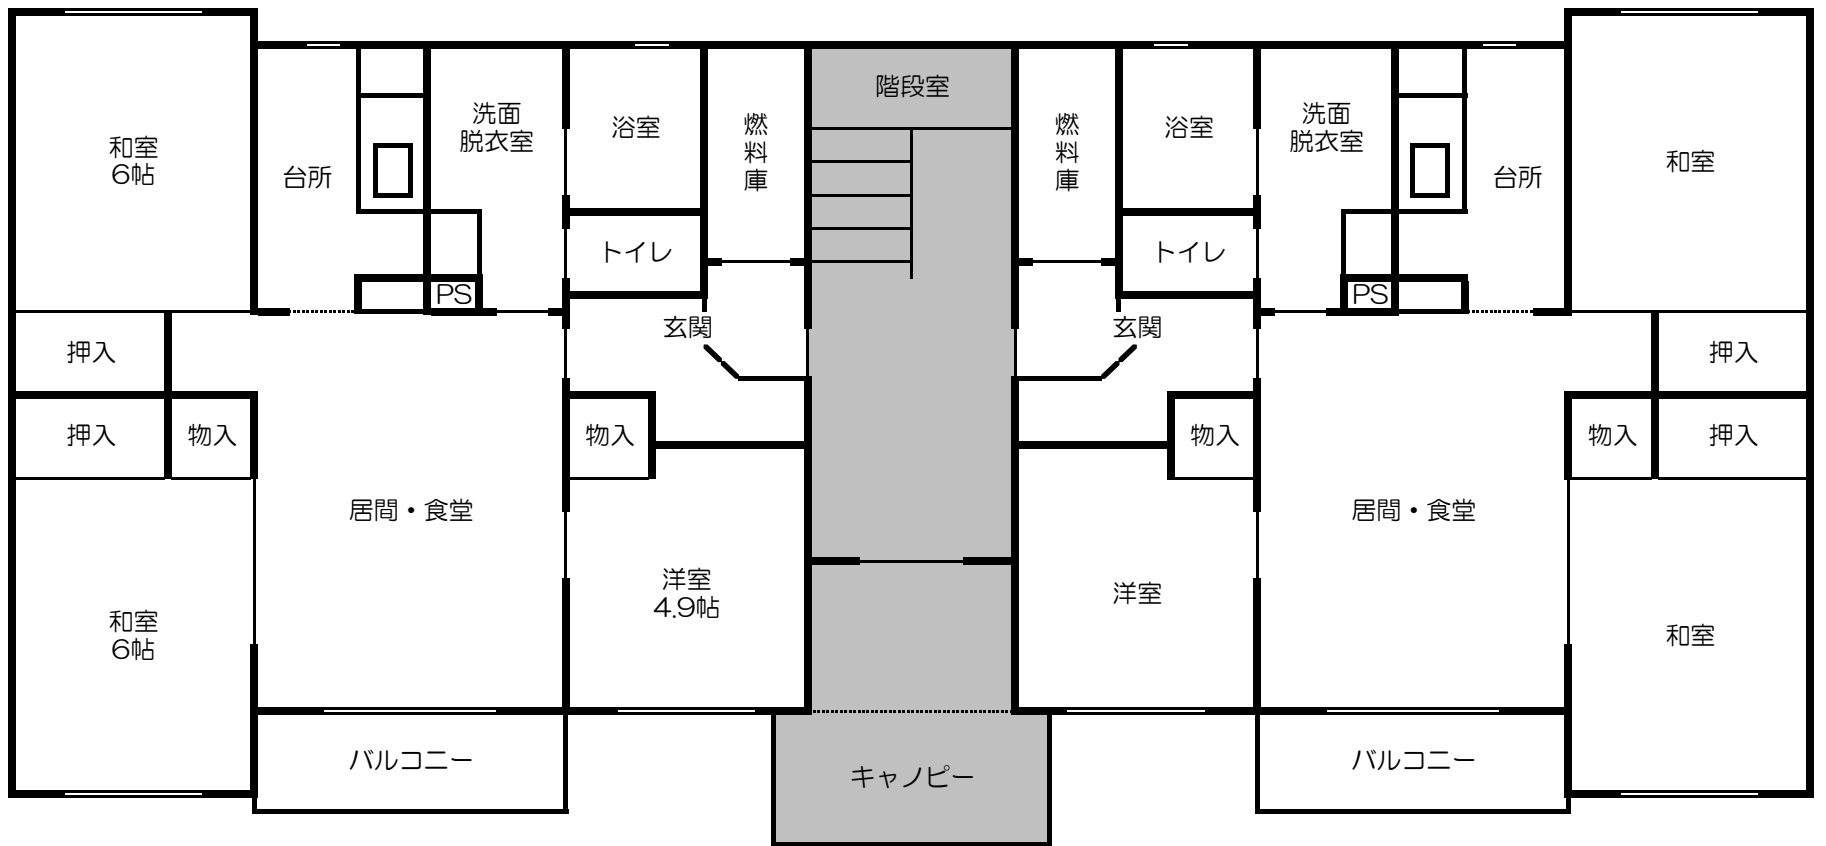 階段室
洗面
脱衣室
浴室
燃
料
庫
燃
料
庫
浴室
洗面
脱衣室
和室
6帖
台所
台所
和室
トイレ
トイレ
PS
PS
玄関
玄関
押入
押入
押入
物入
物入
物入
物入
押入
居間・食堂
居間・食堂
洋室
4.9帖
洋室
和室
6帖
和室
バルコニー
キャノピー
バルコニー